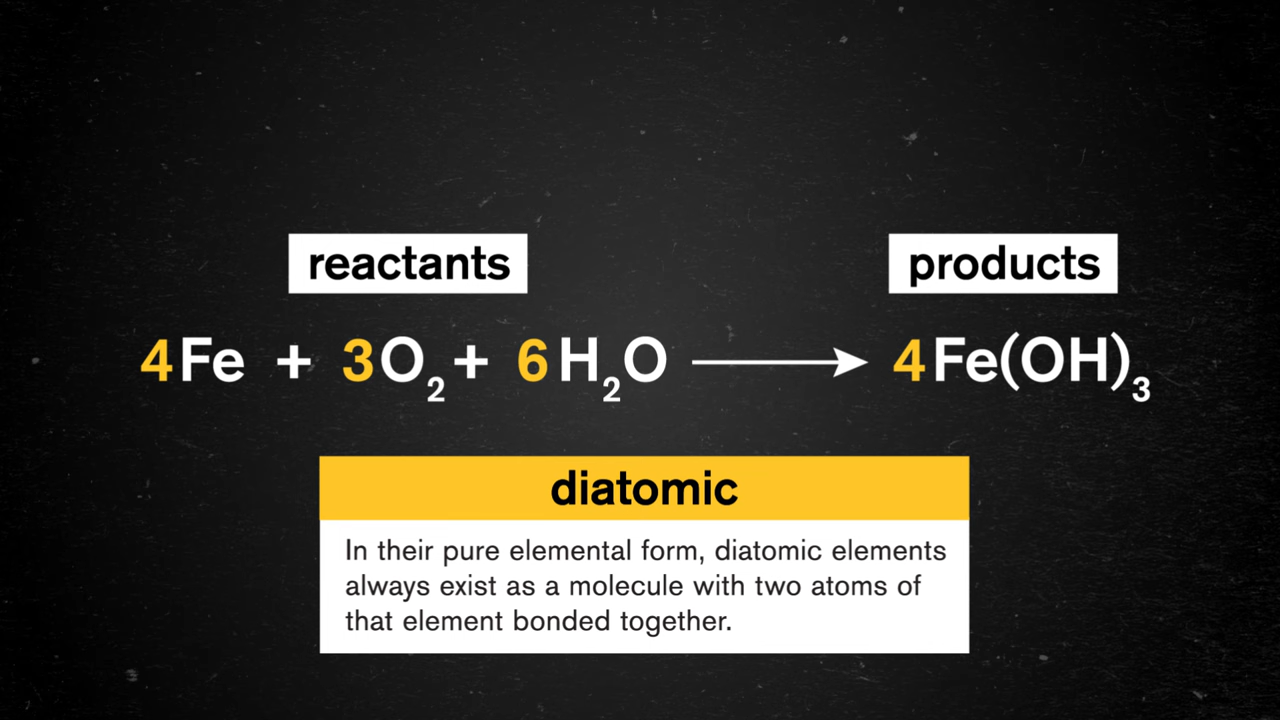 reactants products
4Fe + 3O₂ + 6H₂O ⟶ 4Fe(OH)₃
diatomic
In their pure elemental form, diatomic elements
always exist as a molecule with two atoms of
that element bonded together.